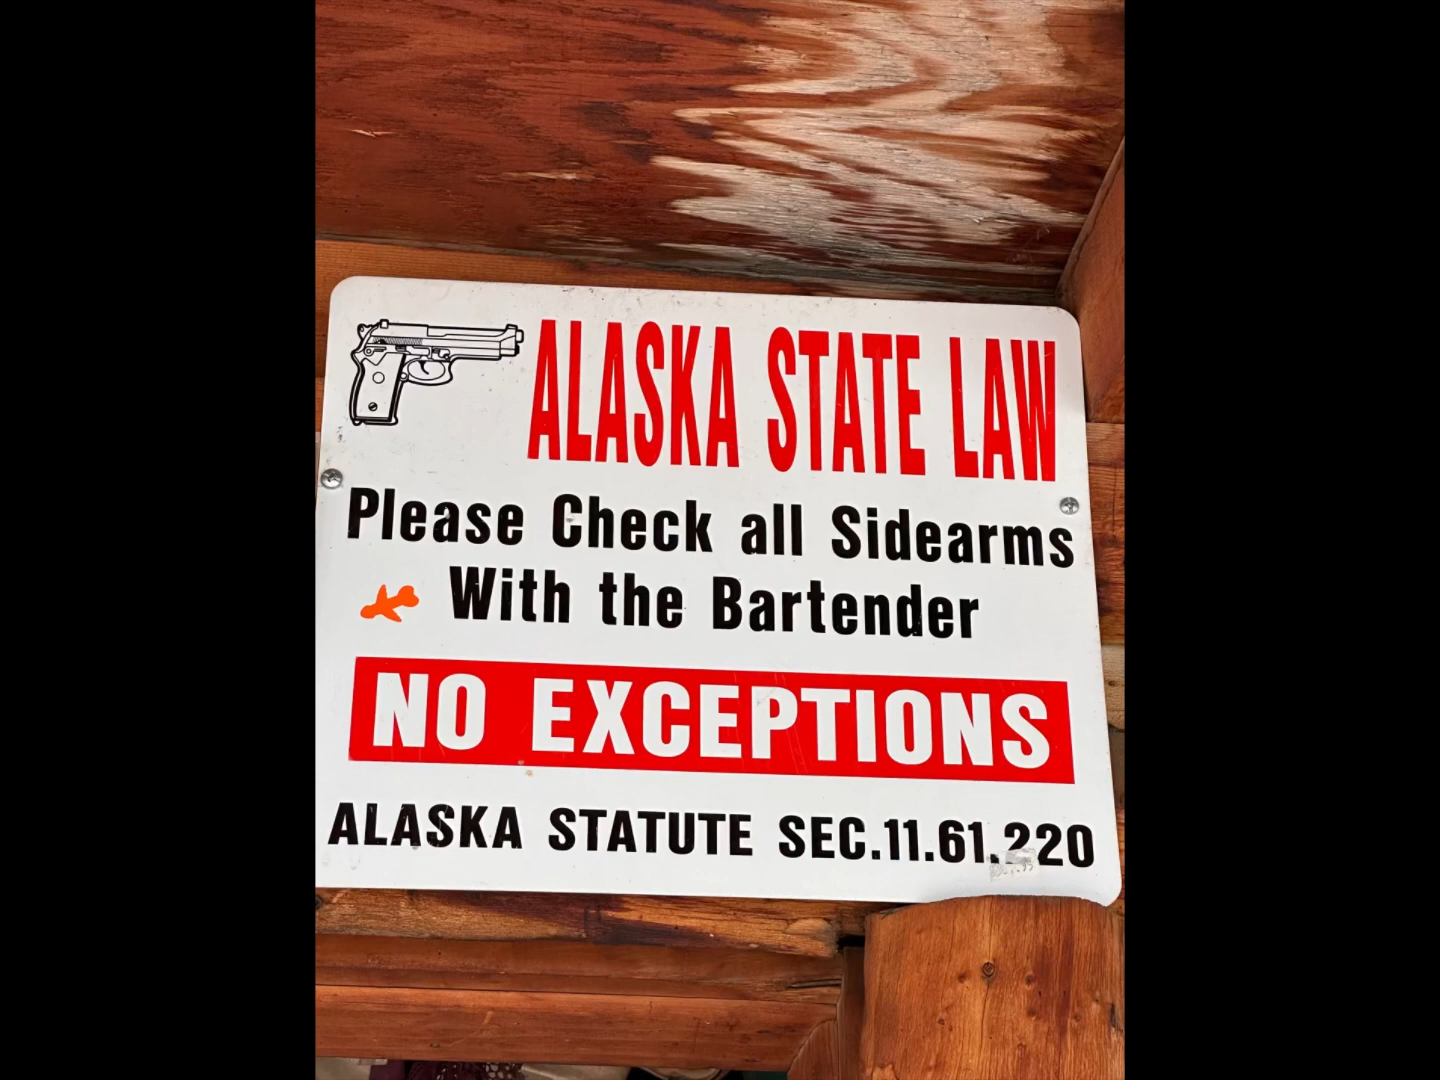 ALASKA STATE LAW
Please Check all Sidearms
With the Bartender
NO EXCEPTIONS
ALASKA STATUTE SEC.11.61.220